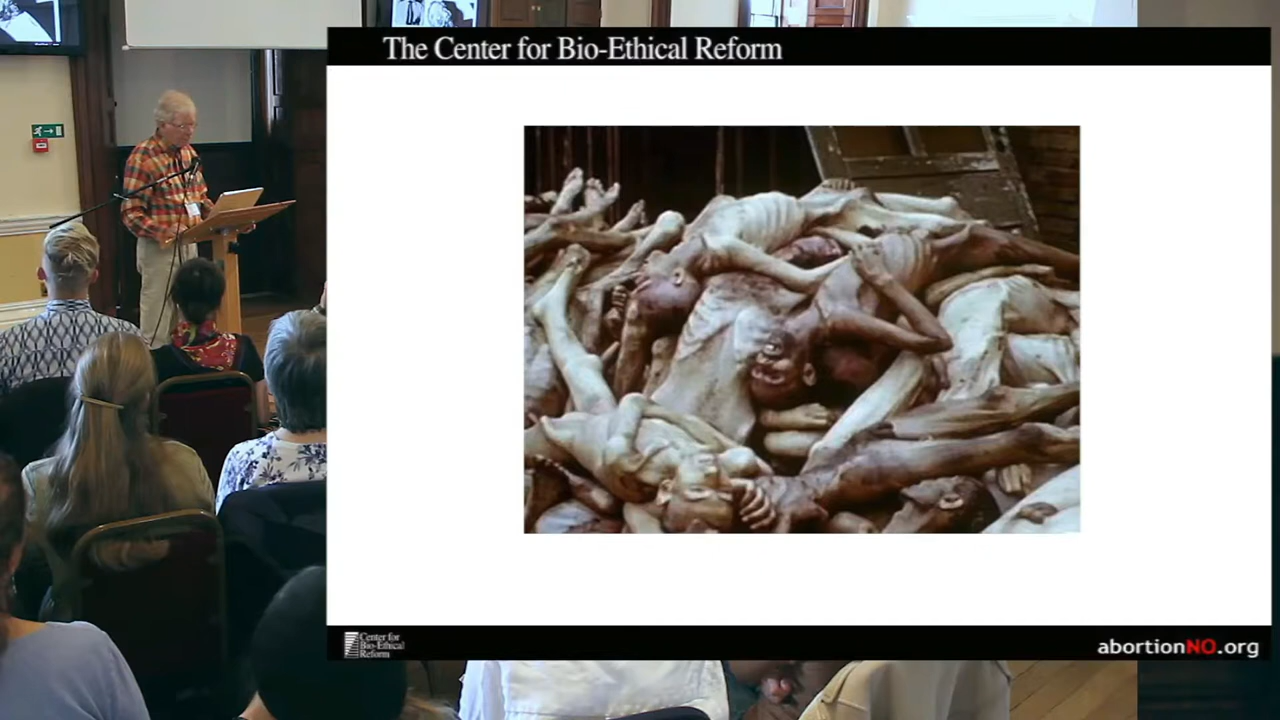 The Center for Bio-Ethical Reform
Center for
Bio-Ethical
Reform
abortionNO.org